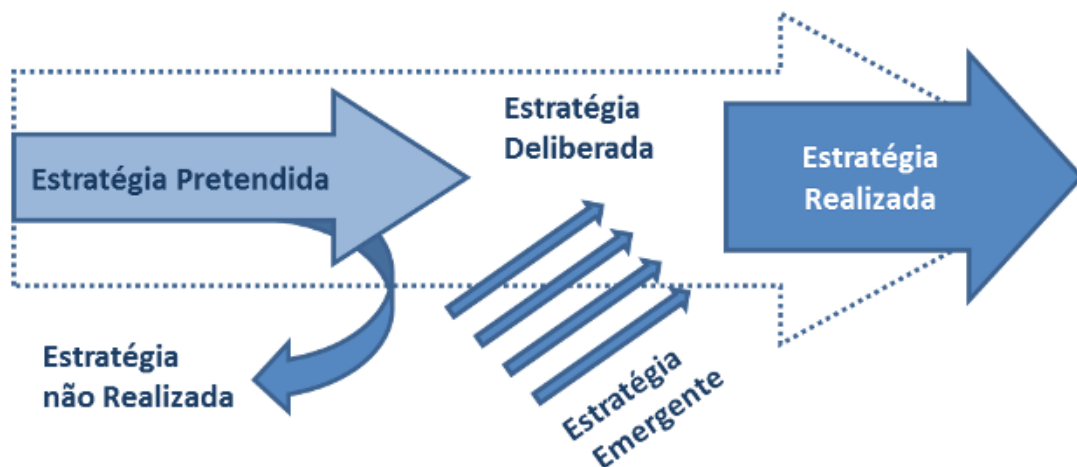 Estratégia Pretendida
Estratégia
Deliberada
Estratégia
Realizada
Estratégia
não Realizada
Estratégia
Emergente